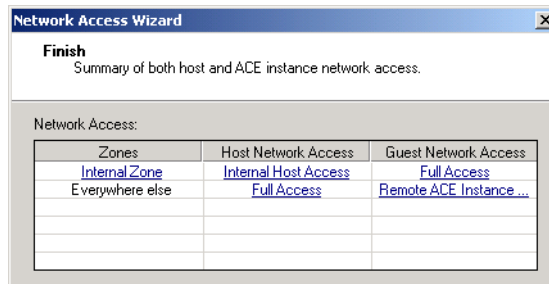 Network Access Wizard
Finish
Summary of both host and ACE instance network access.
Network Access:
Zones Host Network Access Guest Network Access
Internal Zone Internal Host Access Full Access
Everywhere else Full Access Remote ACE Instance ...